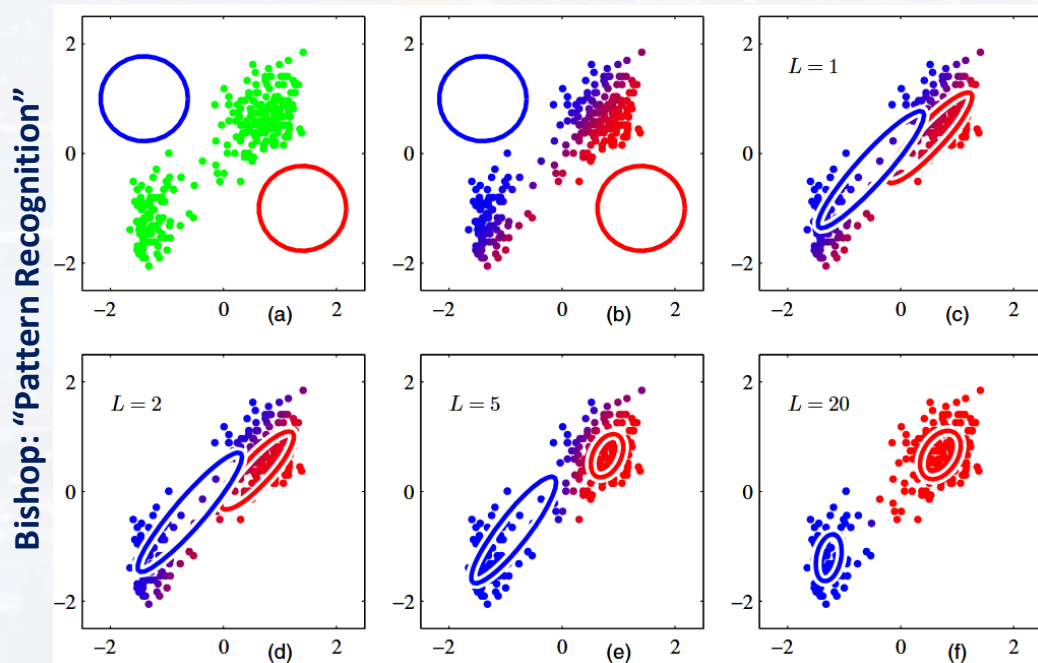 Bishop: “Pattern Recognition”
2
0
−2
−2 0 (a) 2
2
0
−2
−2 0 (b) 2
L = 1
2
0
−2
−2 0 (c) 2
L = 2
2
0
−2
−2 0 (d) 2
L = 5
2
0
−2
−2 0 (e) 2
L = 20
2
0
−2
−2 0 (f) 2